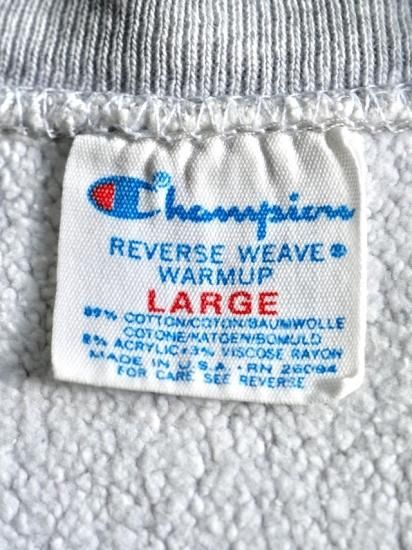 Champion
REVERSE WEAVE®
WARMUP
LARGE
89% COTTON/COTON/BAUMWOLLE
COTONE/KATOEN/BOMULD
8% ACRYLIC•3% VISCOSE RAYON
MADE IN U.S.A.•RN 26094
FOR CARE SEE REVERSE